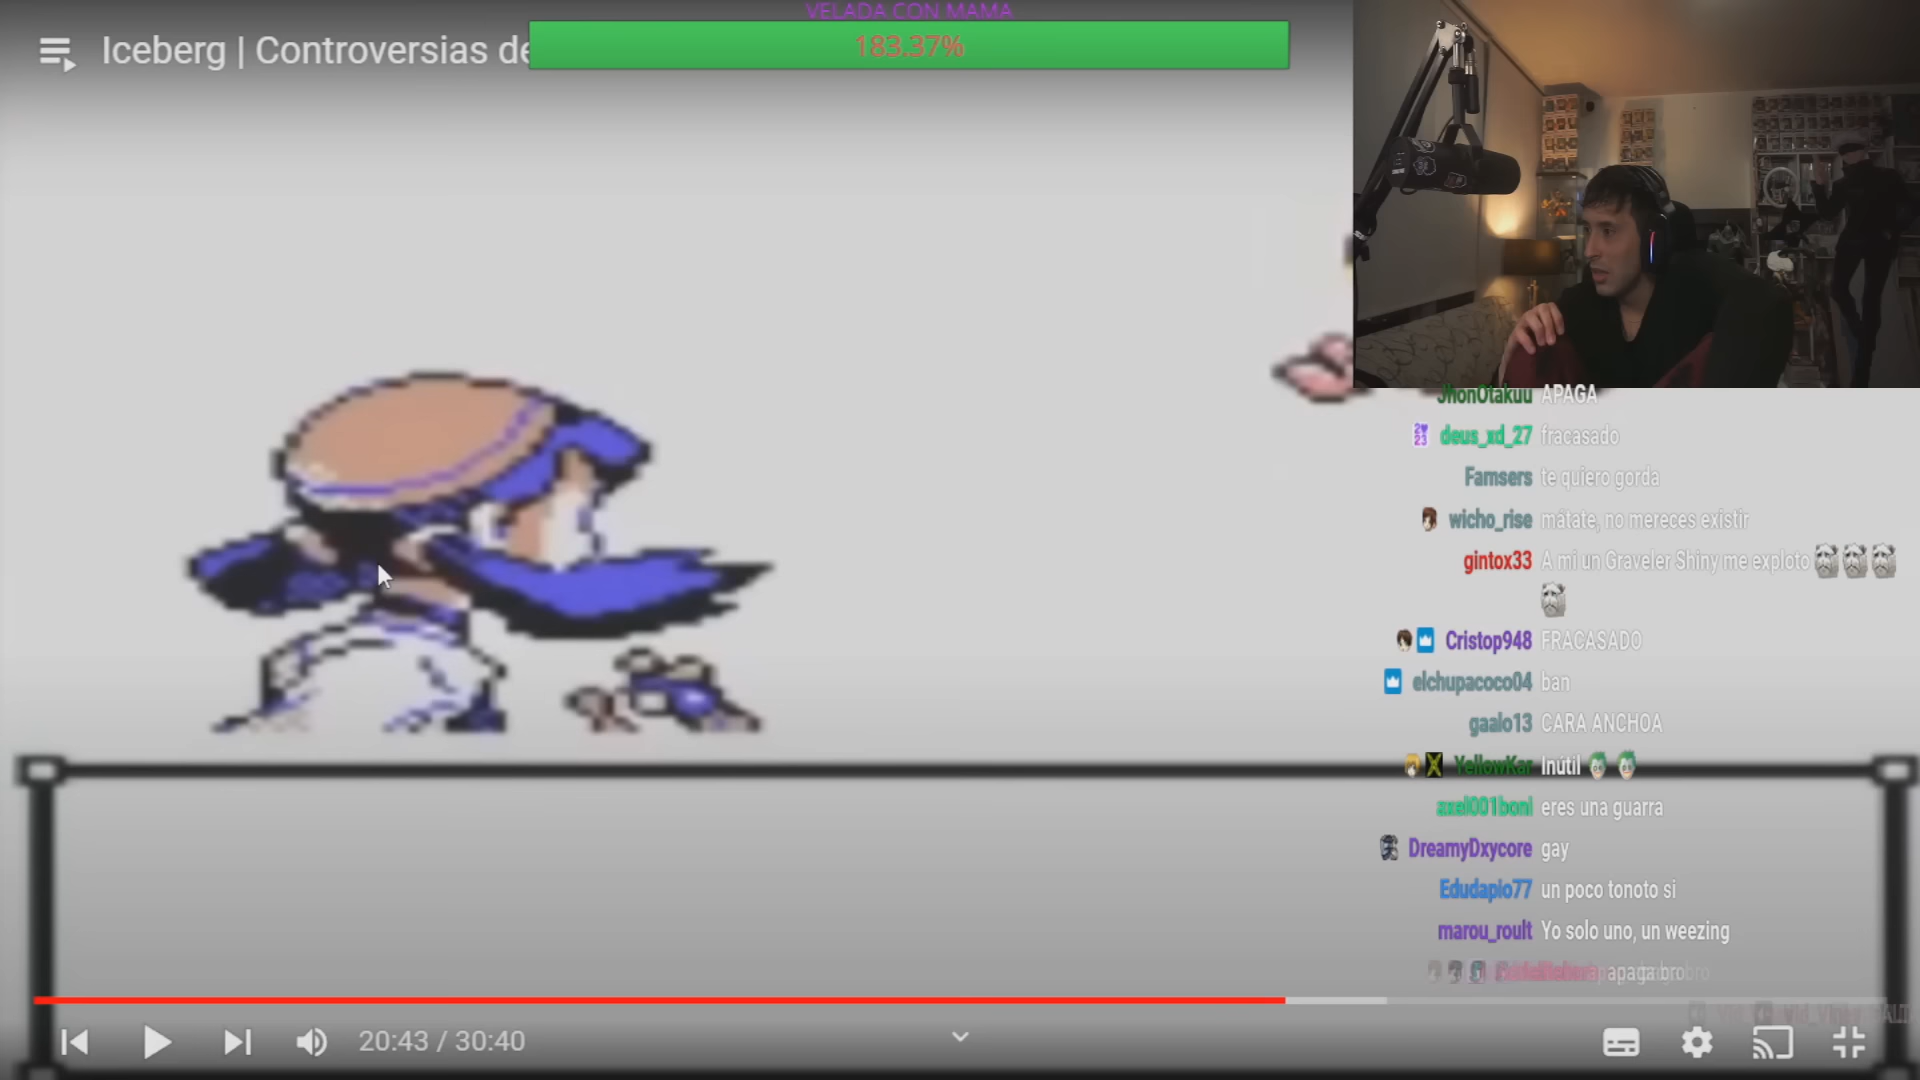 VELADA CON MAMA
Iceberg | Controversias de
183.37%
JhonOtakuu APAGA
deus_xd_27 fracasado
Famsers te quiero gorda
wicho_rise mátate, no mereces existir
gintox33 A mi un Graveler Shiny me exploto
Cristop948 FRACASADO
elchupacoco04 ban
gaalo13 CARA ANCHOA
YellowKar Inútil
axel001boni eres una guarra
DreamyDxycore gay
Edudapio77 un poco tonoto si
marou_roult Yo solo uno, un weezing
apaga bro
20:43 / 30:40